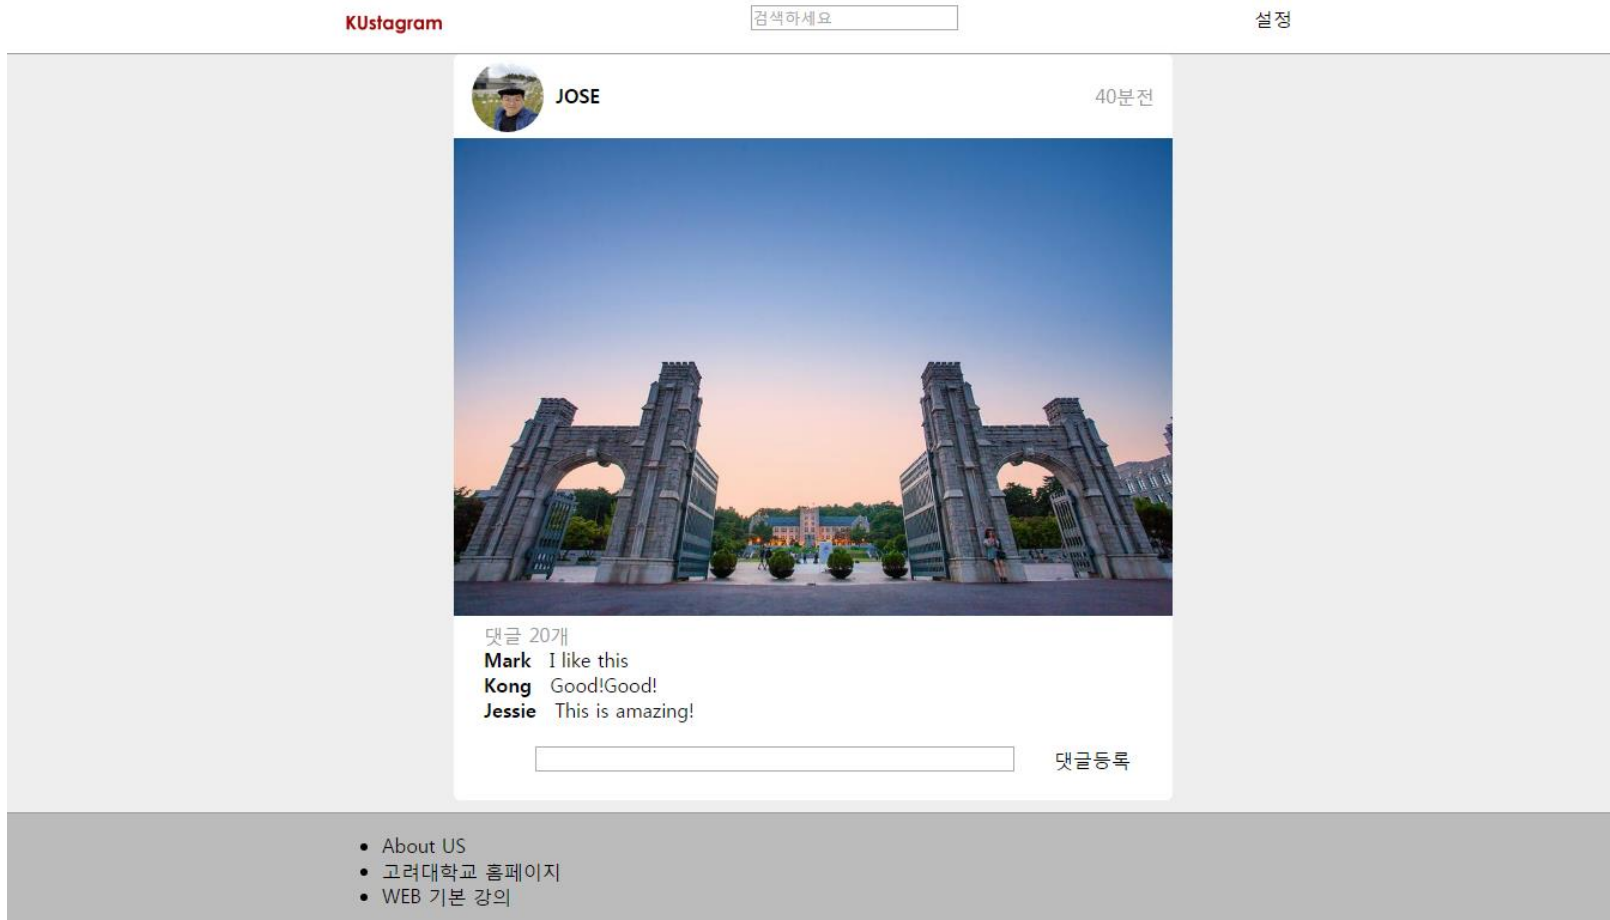 KUstagram
검색하세요
설정
JOSE
40분전
댓글 20개
Mark I like this
Kong Good!Good!
Jessie This is amazing!
댓글등록
About US
고려대학교 홈페이지
WEB 기본 강의